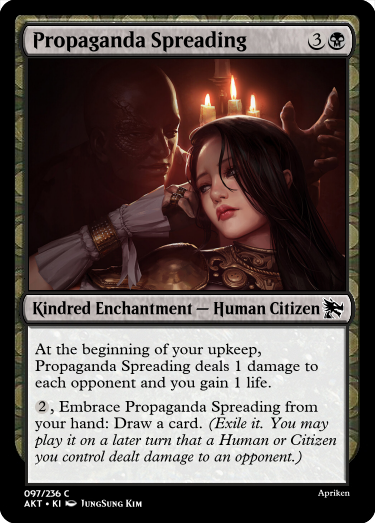 Propaganda Spreading 3
Kindred Enchantment — Human Citizen
At the beginning of your upkeep,
Propaganda Spreading deals 1 damage to
each opponent and you gain 1 life.
2, Embrace Propaganda Spreading from
your hand: Draw a card. (Exile it. You may
play it on a later turn that a Human or Citizen
you control dealt damage to an opponent.)
097/236 C
Apriken
AKT • KI JungSung Kim